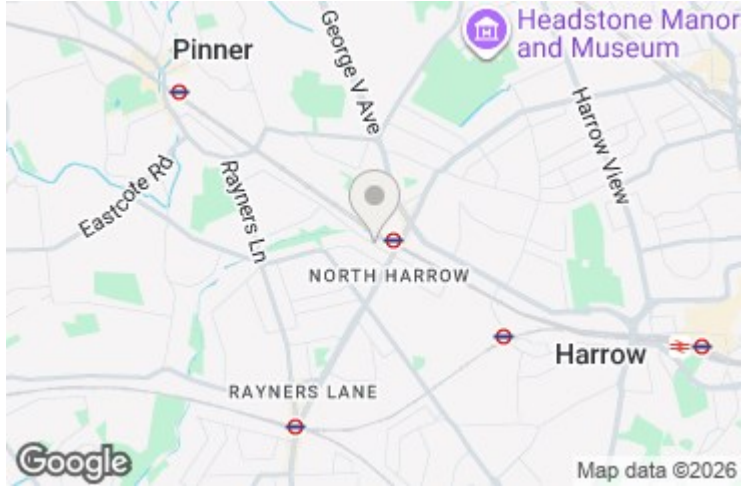 Pinner
George V Ave
Headstone Manor
and Museum
Harrow View
Eastcote Rd
Rayners Ln
NORTH HARROW
Harrow
RAYNERS LANE
Google
Map data ©2026